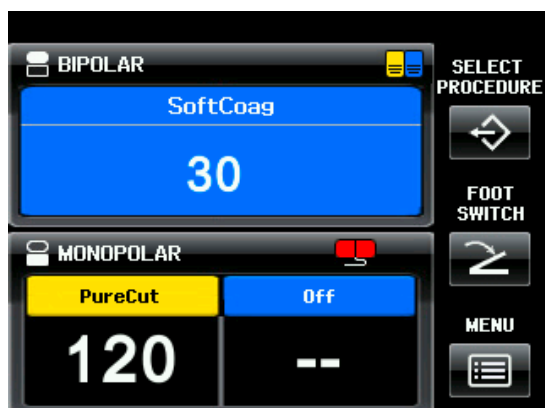 BIPOLAR
SoftCoag
30
MONOPOLAR
PureCut Off
120 --
SELECT
PROCEDURE
FOOT
SWITCH
MENU